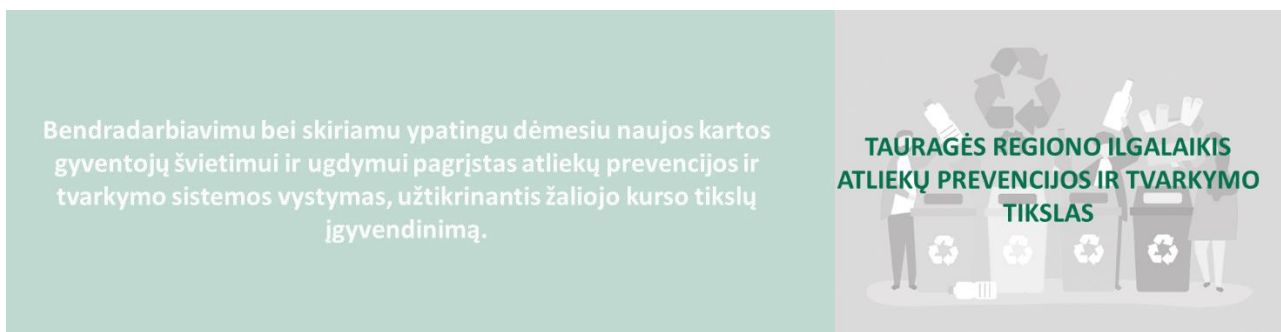 Bendradarbiavimu bei skiriamu ypatingu dėmesiu naujos kartos
gyventojų švietimui ir ugdymui pagrįstas atliekų prevencijos ir
tvarkymo sistemos vystymas, užtikrinantis žaliojo kurso tikslų
įgyvendinimą.
TAURAGĖS REGIONO ILGALAIKIS
ATLIEKŲ PREVENCIJOS IR TVARKYMO
TIKSLAS